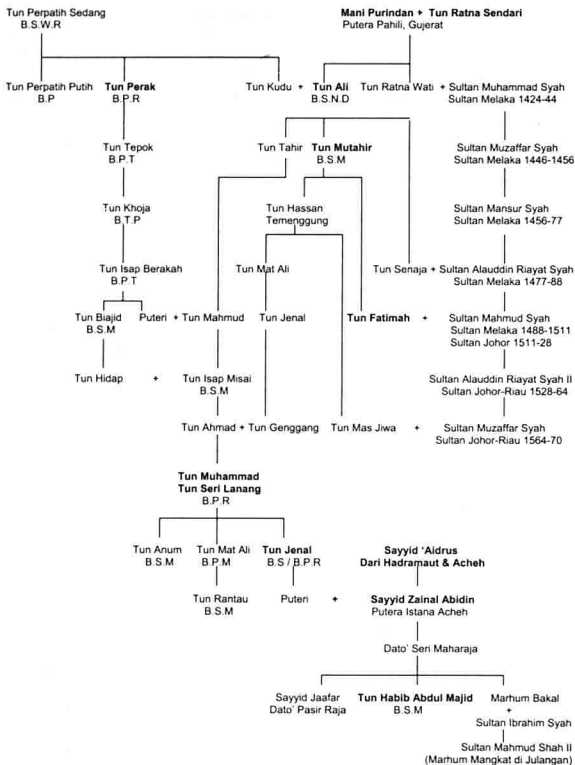 Tun Perpatih Sedang
B.S.W.R
Mani Purindan + Tun Ratna Sendari
Putera Pahili, Gujerat
Tun Perpatih Putih
B.P
Tun Perak
B.P.R
Tun Kudu + Tun Ali
B.S.N.D
Tun Ratna Wati + Sultan Muhammad Syah
Sultan Melaka 1424-44
Tun Tepok
B.P.T
Tun Tahir
Tun Mutahir
B.S.M
Sultan Muzaffar Syah
Sultan Melaka 1446-1456
Tun Khoja
B.T.P
Tun Hassan
Temenggung
Sultan Mansur Syah
Sultan Melaka 1456-77
Tun Isap Berakah
B.P.T
Tun Mat Ali
Tun Senaja + Sultan Alauddin Riayat Syah
Sultan Melaka 1477-88
Tun Biajid
B.S.M
Puteri + Tun Mahmud
Tun Jenal
Tun Fatimah + Sultan Mahmud Syah
Sultan Melaka 1488-1511
Sultan Johor 1511-28
Tun Hidap + Tun Isap Misai
B.S.M
Sultan Alauddin Riayat Syah II
Sultan Johor-Riau 1528-64
Tun Ahmad + Tun Genggang
Tun Mas Jiwa + Sultan Muzaffar Syah
Sultan Johor-Riau 1564-70
Tun Muhammad
Tun Seri Lanang
B.P.R
Tun Anum
B.S.M
Tun Mat Ali
B.P.M
Tun Jenal
B.S / B.P.R
Sayyid 'Aidrus
Dari Hadramaut & Acheh
Tun Rantau
B.S.M
Puteri + Sayyid Zainal Abidin
Putera Istana Acheh
Dato' Seri Maharaja
Sayyid Jaafar
Dato' Pasir Raja
Tun Habib Abdul Majid
B.S.M
Marhum Bakal
+
Sultan Ibrahim Syah
Sultan Mahmud Shah II
(Marhum Mangkat di Julangan)